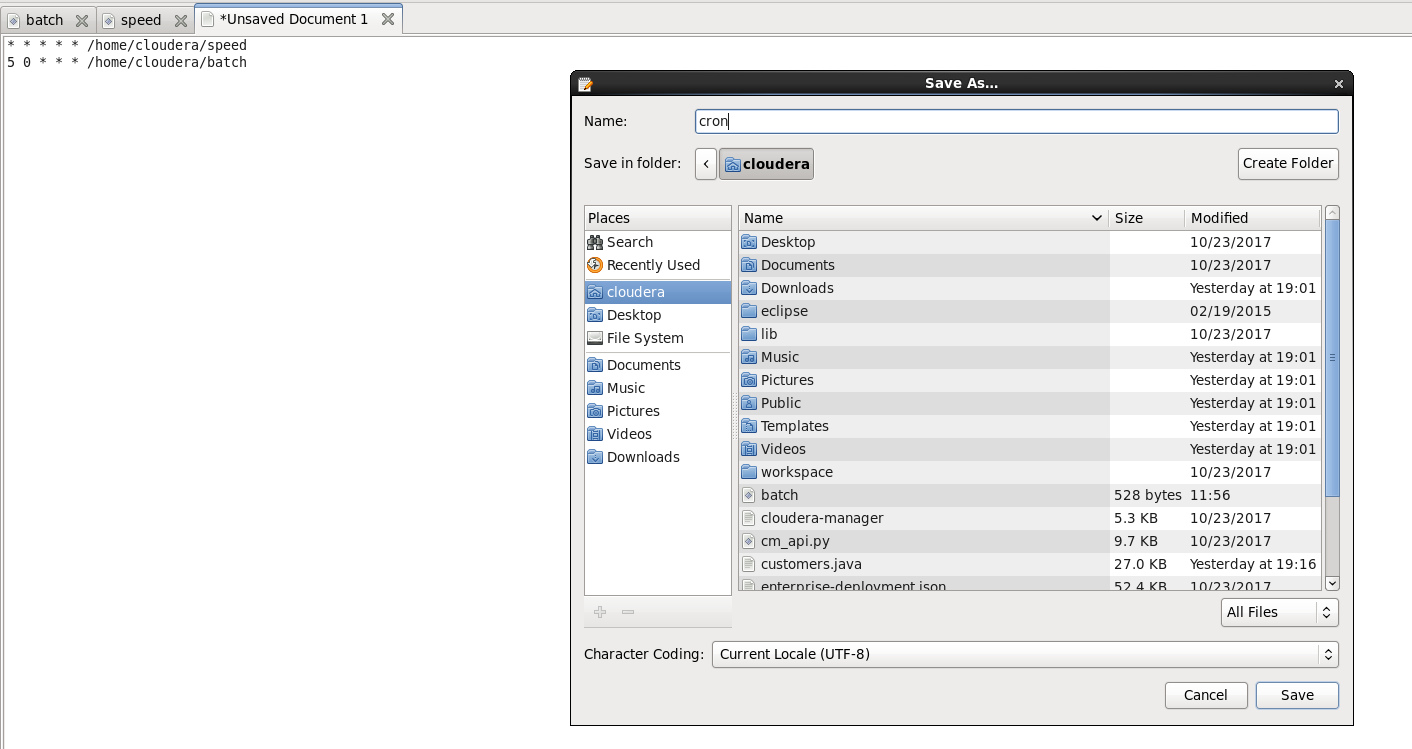 batch
speed
*Unsaved Document 1
* * * * * /home/cloudera/speed
5 0 * * * /home/cloudera/batch
Save As...
Name:
cron
Save in folder:
cloudera
Create Folder
Places
Search
Recently Used
cloudera
Desktop
File System
Documents
Music
Pictures
Videos
Downloads
Name Size Modified
Desktop 10/23/2017
Documents 10/23/2017
Downloads Yesterday at 19:01
eclipse 02/19/2015
lib 10/23/2017
Music Yesterday at 19:01
Pictures Yesterday at 19:01
Public Yesterday at 19:01
Templates Yesterday at 19:01
Videos Yesterday at 19:01
workspace 10/23/2017
batch 528 bytes 11:56
cloudera-manager 5.3 KB 10/23/2017
cm_api.py 9.7 KB 10/23/2017
customers.java 27.0 KB Yesterday at 19:16
enterprise-deployment.json 52.4 KB 10/23/2017
All Files
Character Coding: Current Locale (UTF-8)
Cancel
Save